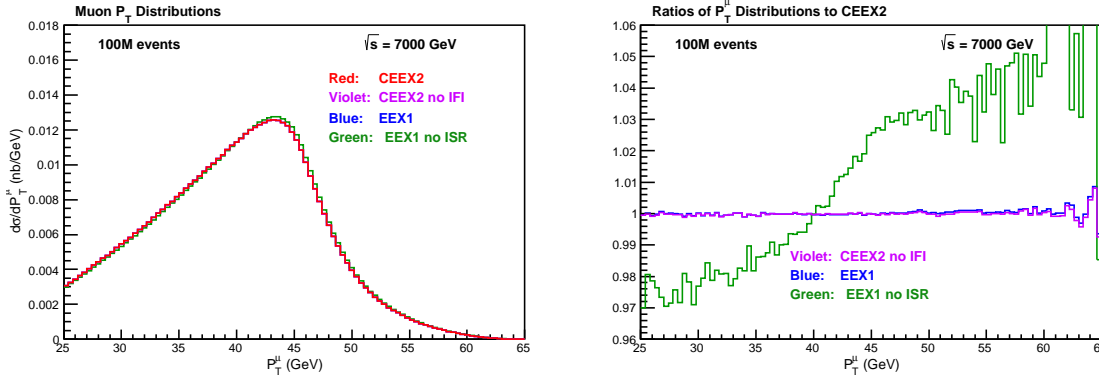 Muon P_T Distributions
100M events
√s = 7000 GeV
Red: CEEX2
Violet: CEEX2 no IFI
Blue: EEX1
Green: EEX1 no ISR
dσ/dP_T^μ (nb/GeV)
0.018
0.016
0.014
0.012
0.01
0.008
0.006
0.004
0.002
0
25 30 35 40 45 50 55 60 65
P_T^μ (GeV)
Ratios of P_T^μ Distributions to CEEX2
100M events
√s = 7000 GeV
1.06
1.05
1.04
1.03
1.02
1.01
1
0.99
0.98
0.97
0.96
Violet: CEEX2 no IFI
Blue: EEX1
Green: EEX1 no ISR
25 30 35 40 45 50 55 60 65
P_T^μ (GeV)